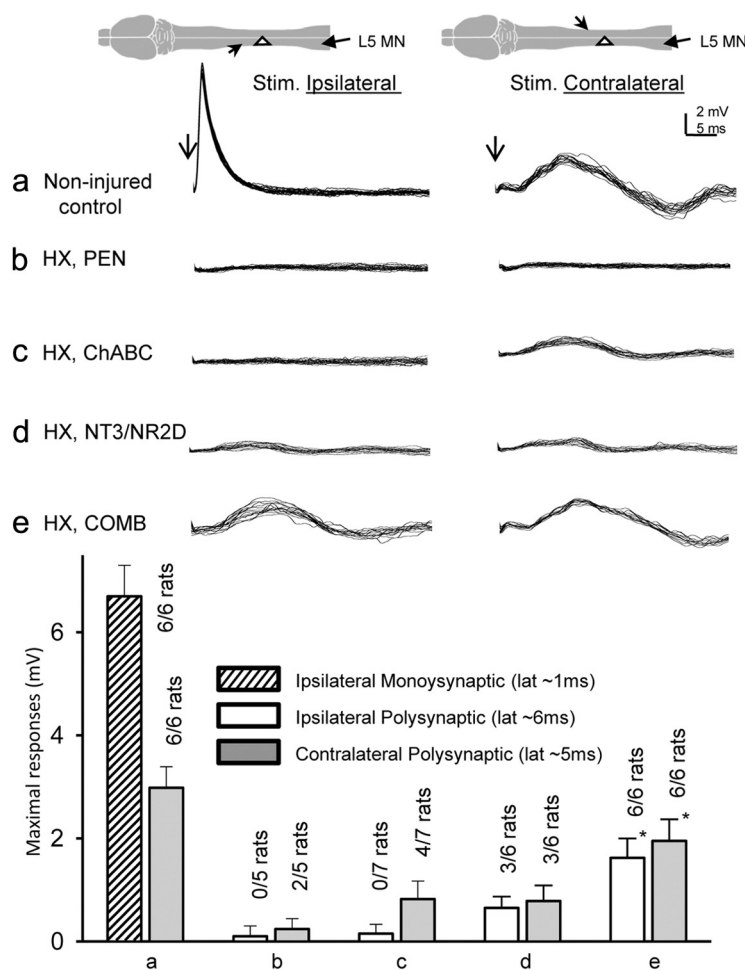 L5 MN
L5 MN
Stim. Ipsilateral
Stim. Contralateral
2 mV
5 ms
a Non-injured control
b HX, PEN
c HX, ChABC
d HX, NT3/NR2D
e HX, COMB
Maximal responses (mV)
6
4
2
0
6/6 rats
6/6 rats
0/5 rats
2/5 rats
0/7 rats
4/7 rats
3/6 rats
3/6 rats
6/6 rats
*
6/6 rats
*
Ipsilateral Monoysynaptic (lat ~1ms)
Ipsilateral Polysynaptic (lat ~6ms)
Contralateral Polysynaptic (lat ~5ms)
a b c d e